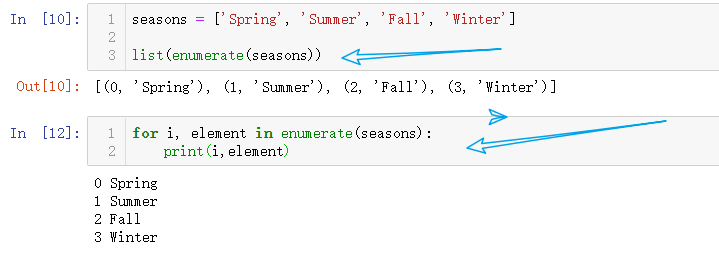 In [10]:
1 seasons = ['Spring', 'Summer', 'Fall', 'Winter']
2
3 list(enumerate(seasons))
Out[10]: [(0, 'Spring'), (1, 'Summer'), (2, 'Fall'), (3, 'Winter')]
In [12]:
1 for i, element in enumerate(seasons):
2     print(i,element)
0 Spring
1 Summer
2 Fall
3 Winter